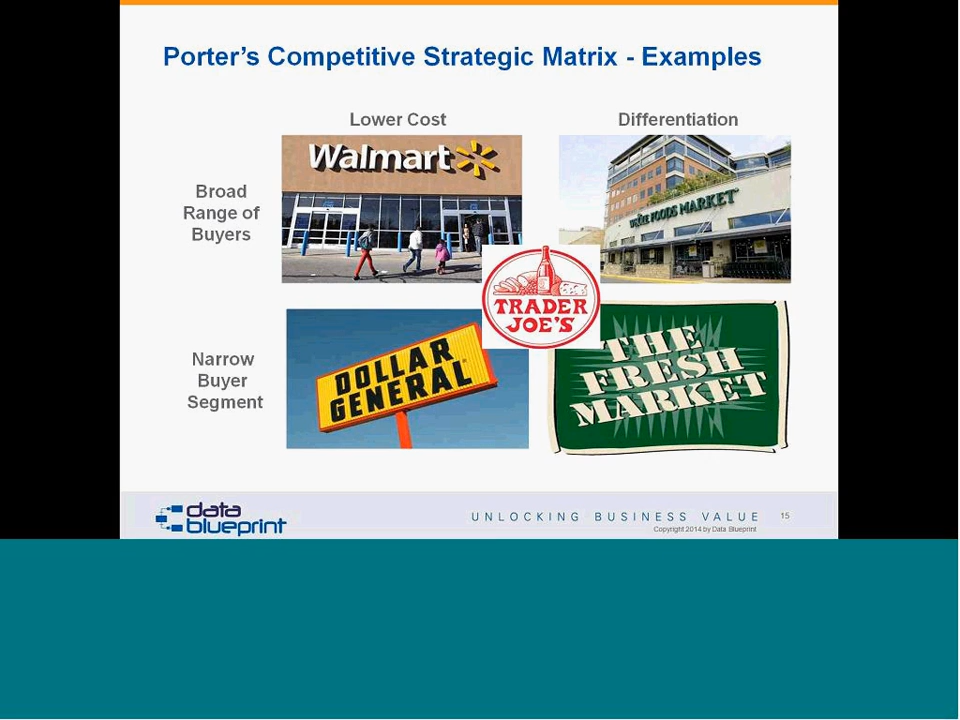 Porter's Competitive Strategic Matrix - Examples
Lower Cost
Differentiation
Broad
Range of
Buyers
Walmart
WHOLE FOODS MARKET
TRADER
JOE'S
Narrow
Buyer
Segment
DOLLAR
GENERAL
THE
FRESH
MARKET
data
blueprint
UNLOCKING BUSINESS VALUE
15
Copyright 2014 by Data Blueprint